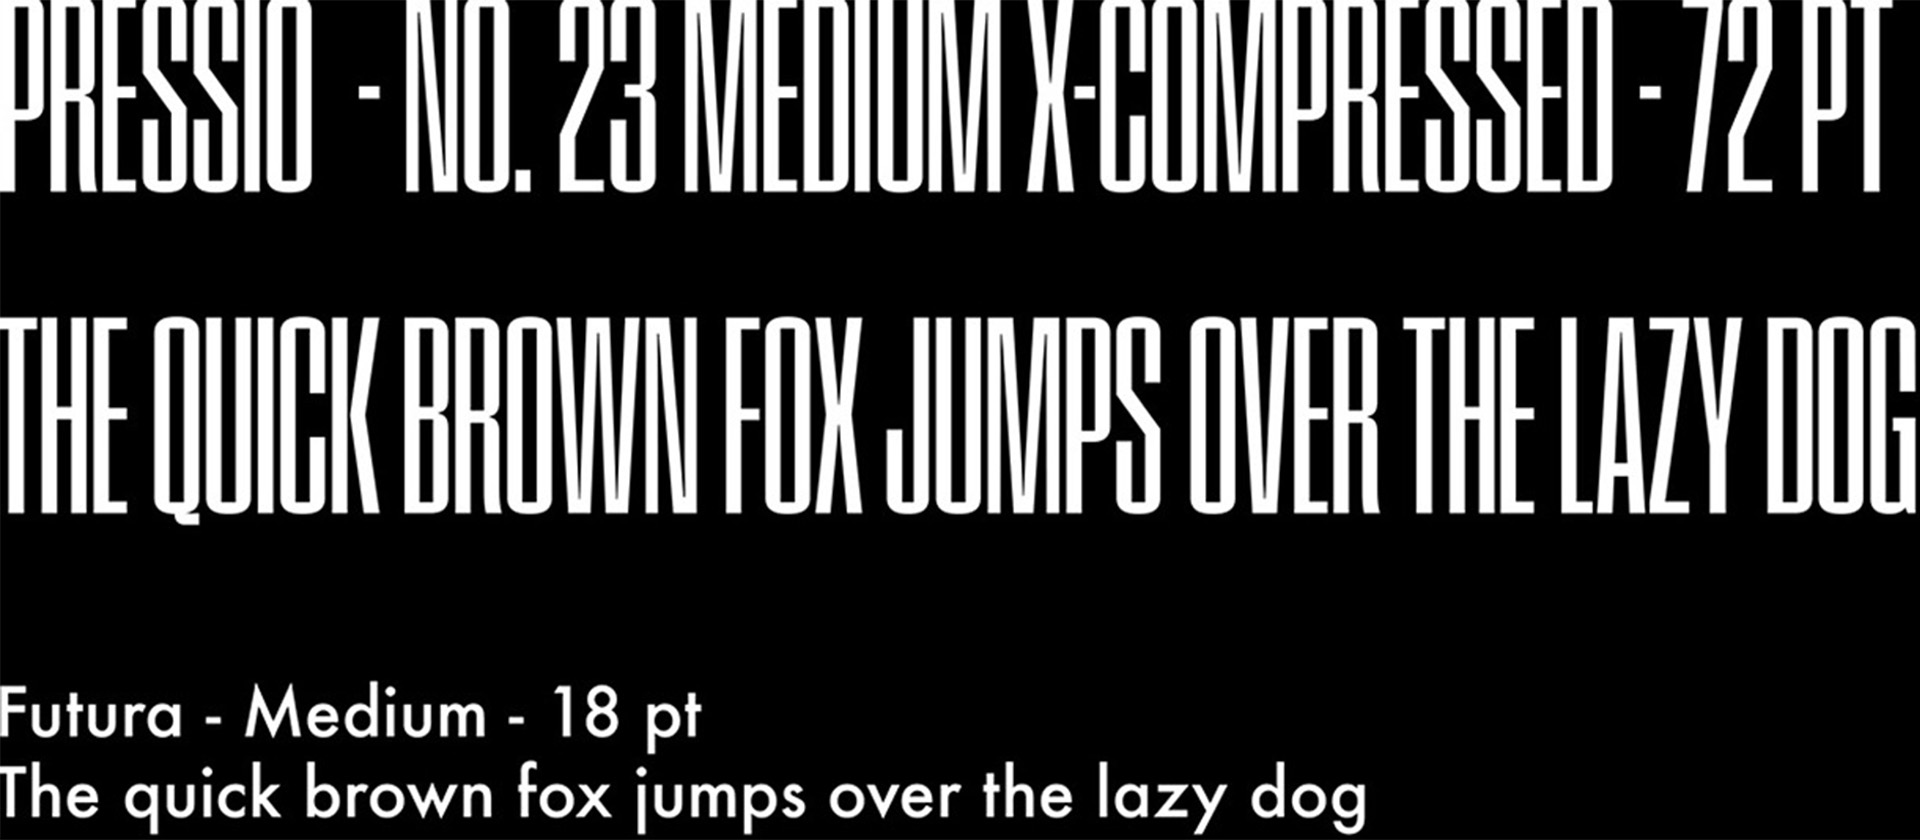 PRESSIO - NO. 23 MEDIUM X-COMPRESSED - 72 PT
THE QUICK BROWN FOX JUMPS OVER THE LAZY DOG
Futura - Medium - 18 pt
The quick brown fox jumps over the lazy dog